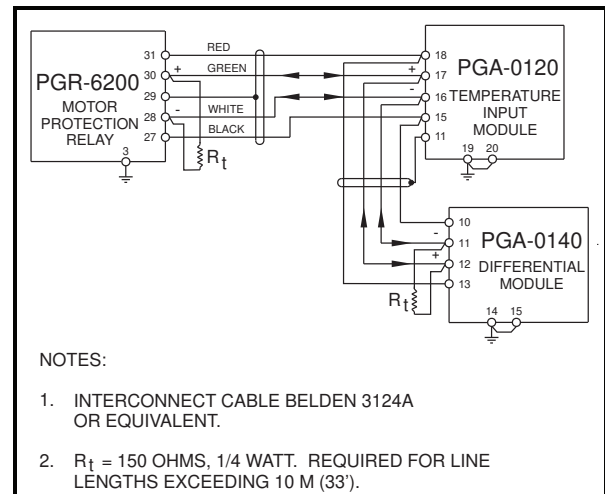 PGR-6200
MOTOR
PROTECTION
RELAY
3
31
30
29
28
27
+
-
RED
GREEN
WHITE
BLACK
Rt
18
17
16
15
11
+
-
PGA-0120
TEMPERATURE
INPUT
MODULE
19 20
10
11
12
13
-
+
PGA-0140
DIFFERENTIAL
MODULE
14 15
Rt
NOTES:
1. INTERCONNECT CABLE BELDEN 3124A
OR EQUIVALENT.
2. Rt = 150 OHMS, 1/4 WATT. REQUIRED FOR LINE
LENGTHS EXCEEDING 10 M (33').